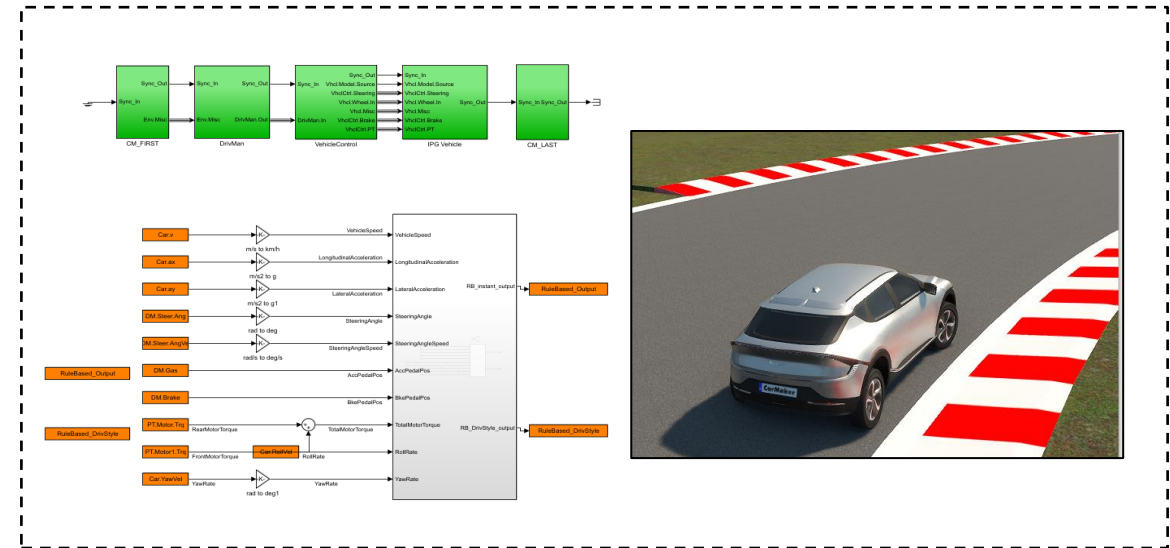 Sync_In
Sync_Out
Env.Misc
CM_FIRST
Sync_In
Env.Misc
Sync_Out
DrivMan.Out
DrivMan
Sync_In
DrivMan.In
Sync_Out
Vhcl.Model.Source
VhclCtrl.Steering
Vhcl.Wheel.In
Vhcl.Misc
VhclCtrl.Brake
VhclCtrl.PT
VehicleControl
Sync_In
Vhcl.Model.Source
VhclCtrl.Steering
Vhcl.Wheel.In
Vhcl.Misc
VhclCtrl.Brake
VhclCtrl.PT
Sync_Out
IPG Vehicle
Sync_In Sync_Out
CM_LAST
Car.v
-K-
m/s to km/h
VehicleSpeed
VehicleSpeed
Car.ax
-K-
m/s2 to g
LongitudinalAcceleration
LongitudinalAcceleration
Car.ay
-K-
m/s2 to g1
LateralAcceleration
LateralAcceleration
RB_instant_output
RuleBased_Output
DM.Steer.Ang
-K-
rad to deg
SteeringAngle
SteeringAngle
DM.Steer.AngVe
-K-
rad/s to deg/s
SteeringAngleSpeed
SteeringAngleSpeed
RuleBased_Output
DM.Gas
AccPedalPos
AccPedalPos
DM.Brake
BkePedalPos
BkePedalPos
RuleBased_DrivStyle
PT.Motor.Trq
RearMotorTorque
TotalMotorTorque
TotalMotorTorque
RB_DrivStyle_output
RuleBased_DrivStyle
PT.Motor1.Trq
FrontMotorTorque
Car.RollVel
RollRate
RollRate
Car.YawVel
YawRate
-K-
rad to deg1
YawRate
YawRate
CarMaker